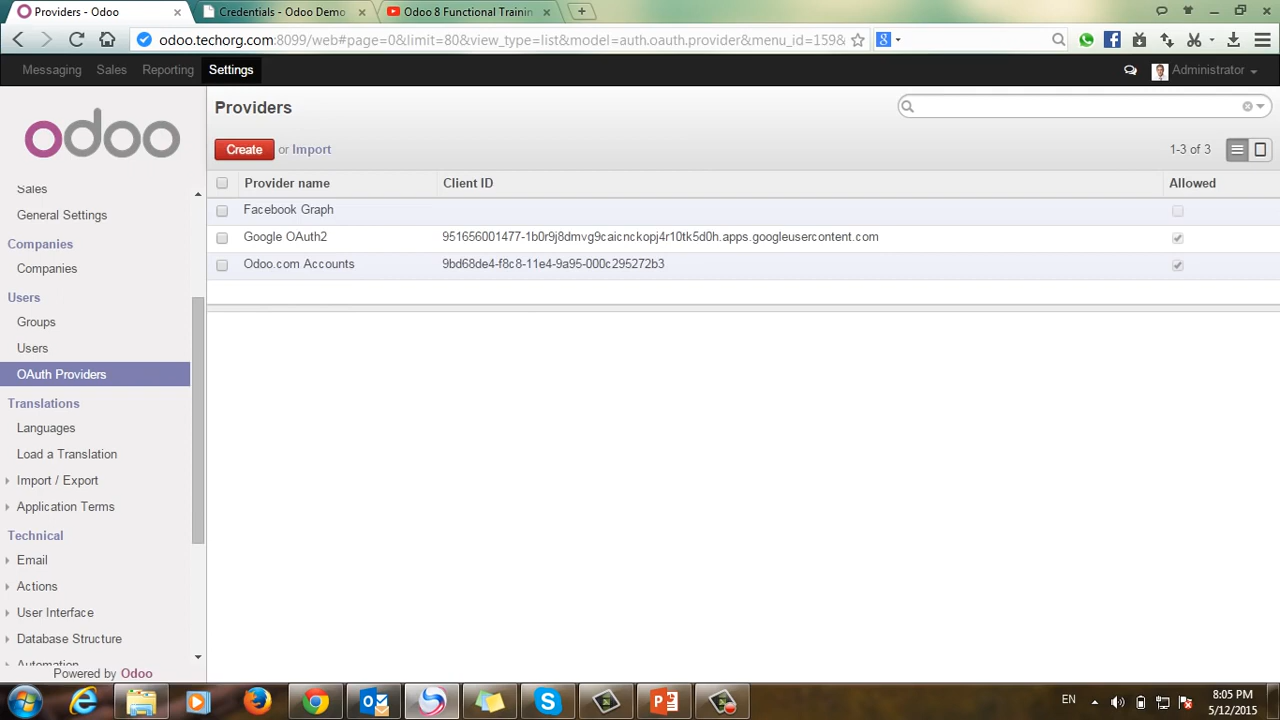 Providers - Odoo
Credentials - Odoo Demo
Odoo 8 Functional Trainin
odoo.techorg.com:8099/web#page=0&limit=80&view_type=list&model=auth.oauth.provider&menu_id=159&
Messaging Sales Reporting Settings
Administrator
odoo
Sales
General Settings
Companies
Companies
Users
Groups
Users
OAuth Providers
Translations
Languages
Load a Translation
Import / Export
Application Terms
Technical
Email
Actions
User Interface
Database Structure
Automation
Powered by Odoo
Providers
Create or Import
1-3 of 3
Provider name Client ID Allowed
Facebook Graph
Google OAuth2 951656001477-1b0r9j8dmvg9caicnckopj4r10tk5d0h.apps.googleusercontent.com
Odoo.com Accounts 9bd68de4-f8c8-11e4-9a95-000c295272b3
EN
8:05 PM
5/12/2015